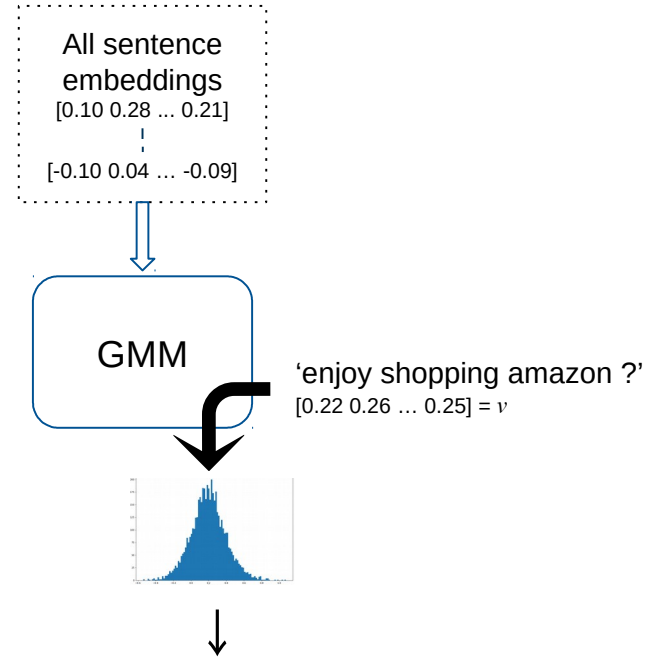 All sentence
embeddings
[0.10 0.28 ... 0.21]
[-0.10 0.04 … -0.09]
GMM
‘enjoy shopping amazon ?’
[0.22 0.26 … 0.25] = v